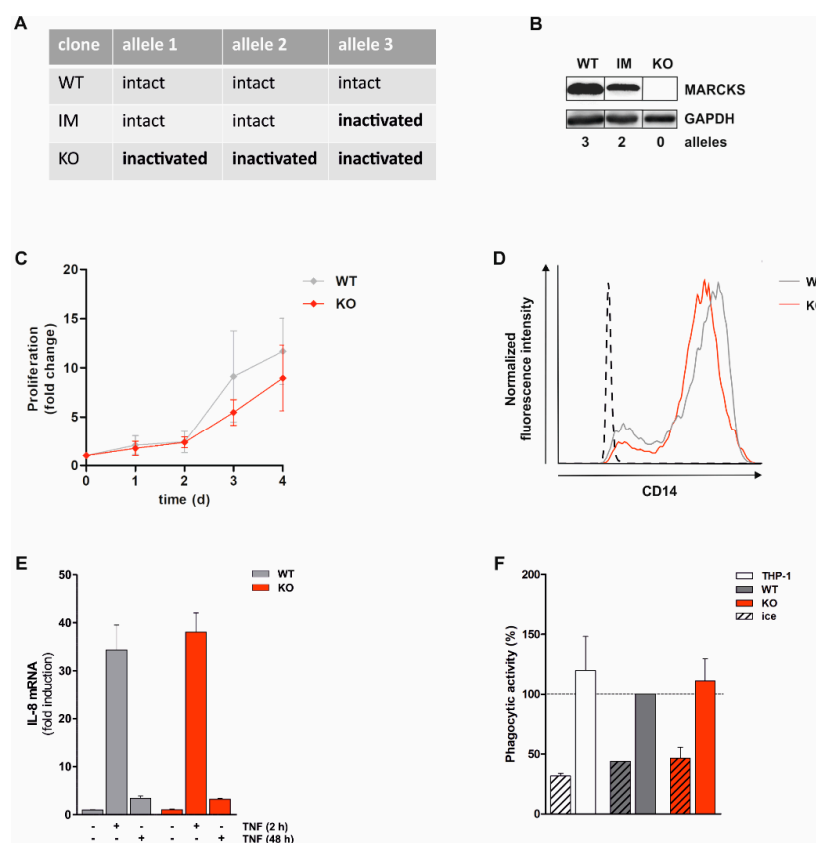 A
clone allele 1 allele 2 allele 3
WT intact intact intact
IM intact intact inactivated
KO inactivated inactivated inactivated
B
WT IM KO
MARCKS
GAPDH
3 2 0 alleles
C
Proliferation
(fold change)
20
15
10
5
0
0 1 2 3 4
time (d)
WT
KO
D
Normalized
fluorescence intensity
CD14
W
K
E
IL-8 mRNA
(fold induction)
50
40
30
20
10
0
- + - - + - TNF (2 h)
- - + - - + TNF (48 h)
WT
KO
F
Phagocytic activity (%)
200
150
100
50
0
THP-1
WT
KO
ice